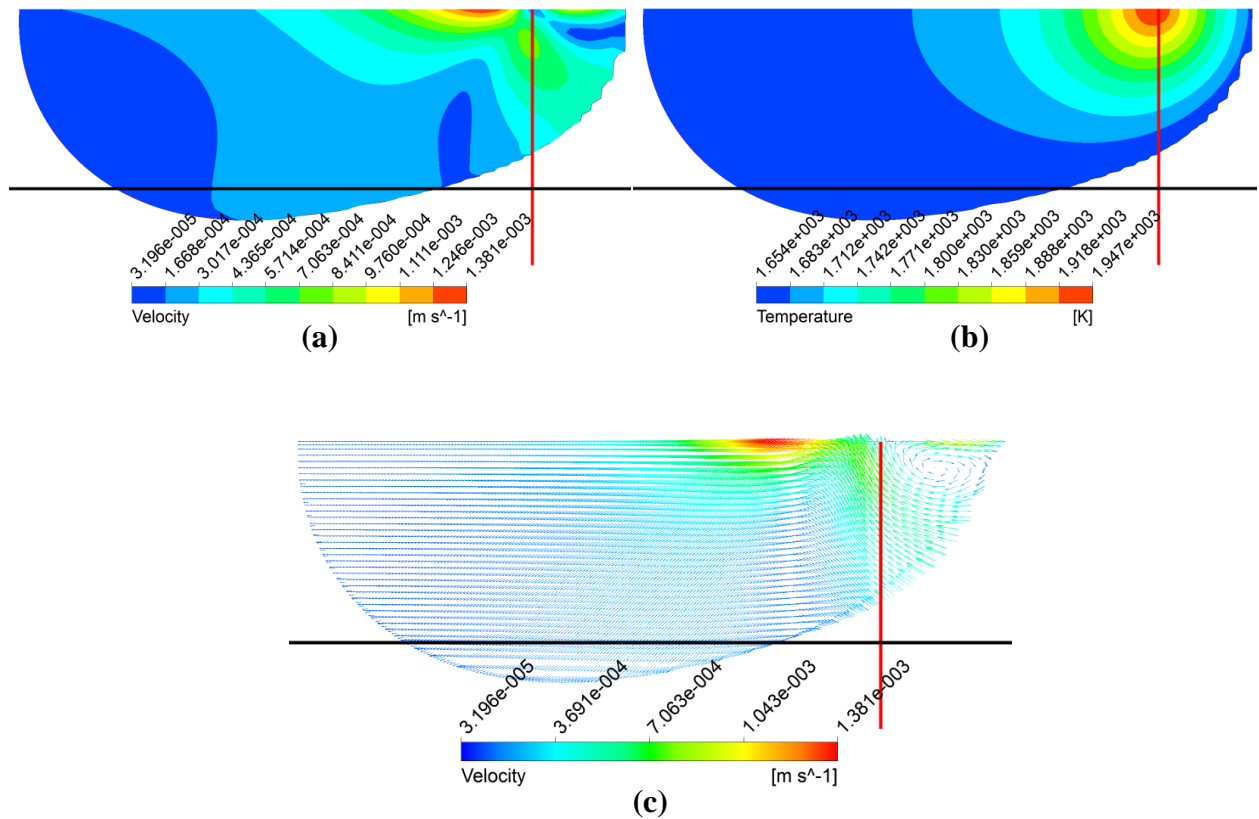 3.196e-005
1.668e-004
3.017e-004
4.365e-004
5.714e-004
7.063e-004
8.411e-004
9.760e-004
1.111e-003
1.246e-003
1.381e-003
Velocity [m s^-1]
(a)
1.654e+003
1.683e+003
1.712e+003
1.742e+003
1.771e+003
1.800e+003
1.830e+003
1.859e+003
1.888e+003
1.918e+003
1.947e+003
Temperature [K]
(b)
3.196e-005
3.691e-004
7.063e-004
1.043e-003
1.381e-003
Velocity [m s^-1]
(c)